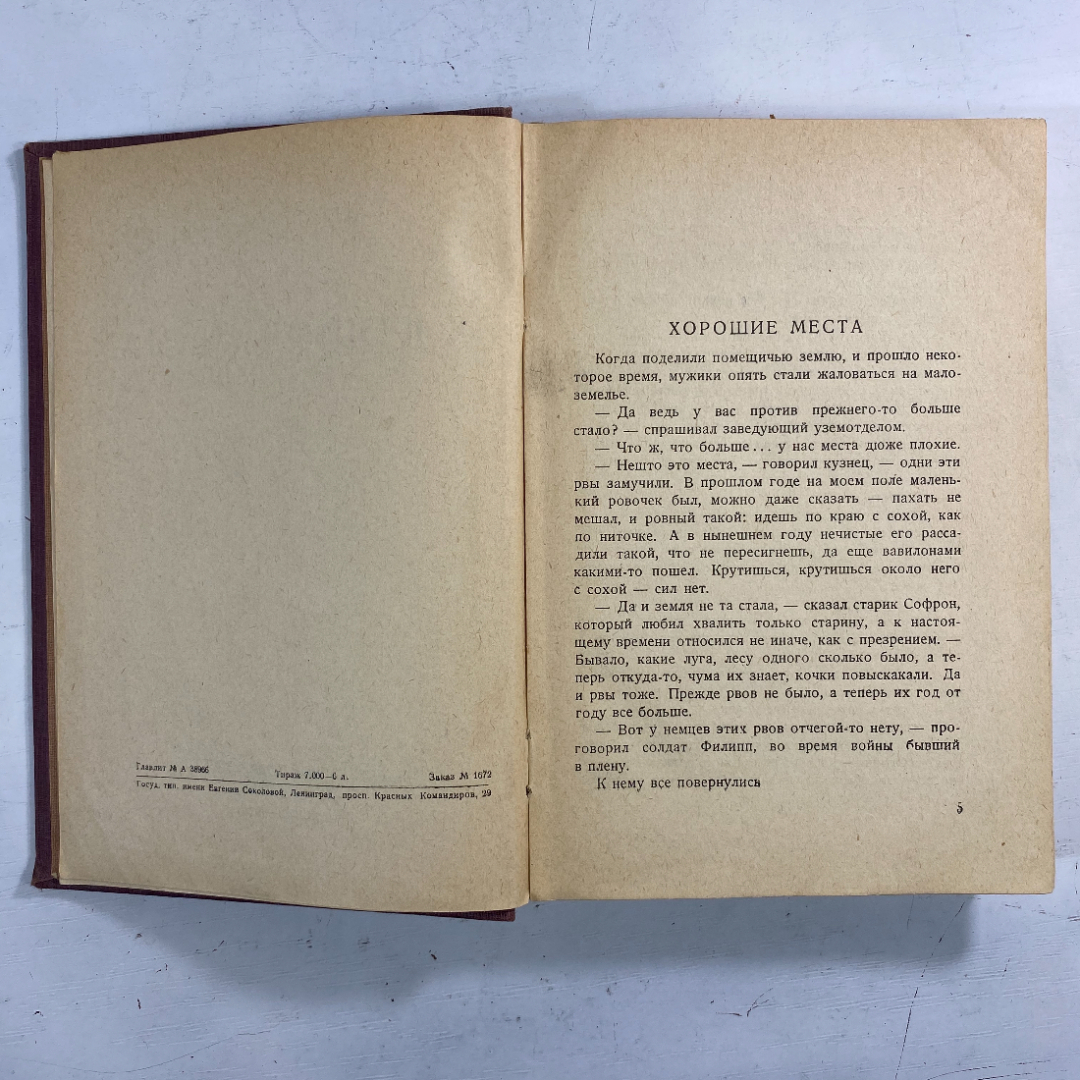 Главлит № А 38966 Тираж 7.000—6 л. Заказ № 1672
Госуд. тип. имени Евгении Соколовой, Ленинград, просп. Красных Командиров, 29
ХОРОШИЕ МЕСТА
Когда поделили помещичью землю, и прошло неко-
торое время, мужики опять стали жаловаться на мало-
земелье.
— Да ведь у вас против прежнего-то больше
стало? — спрашивал заведующий уземотделом.
— Что ж, что больше... у нас места дюже плохие.
— Нешто это места, — говорил кузнец, — одни эти
рвы замучили. В прошлом годе на моем поле малень-
кий ровочек был, можно даже сказать — пахать не
мешал, и ровный такой: идешь по краю с сохой, как
по ниточке. А в нынешнем году нечистые его расса-
дили такой, что не пересигнешь, да еще вавилонами
какими-то пошел. Крутишься, крутишься около него
с сохой — сил нет.
— Да и земля не та стала, — сказал старик Софрон,
который любил хвалить только старину, а к настоя-
щему времени относился не иначе, как с презрением. —
Бывало, какие луга, лесу одного сколько было, а те-
перь откуда-то, чума их знает, кочки повыскакали. Да
и рвы тоже. Прежде рвов не было, а теперь их год от
году все больше.
— Вот у немцев этих рвов отчегой-то нету, — про-
говорил солдат Филипп, во время войны бывший
в плену.
К нему все повернулись
5